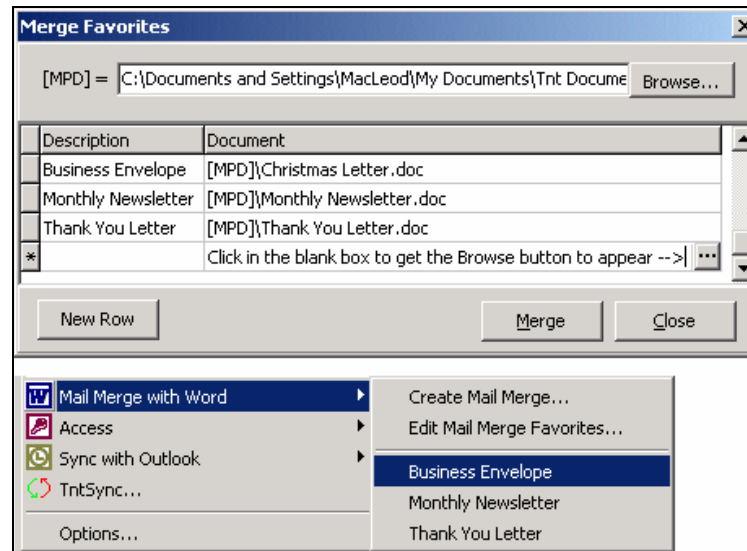 Merge Favorites
[MPD] = C:\Documents and Settings\MacLeod\My Documents\Tnt Docume Browse...
Description Document
Business Envelope [MPD]\Christmas Letter.doc
Monthly Newsletter [MPD]\Monthly Newsletter.doc
Thank You Letter [MPD]\Thank You Letter.doc
* Click in the blank box to get the Browse button to appear --> ...
New Row Merge Close
Mail Merge with Word
Access
Sync with Outlook
TntSync...
Options...
Create Mail Merge...
Edit Mail Merge Favorites...
Business Envelope
Monthly Newsletter
Thank You Letter